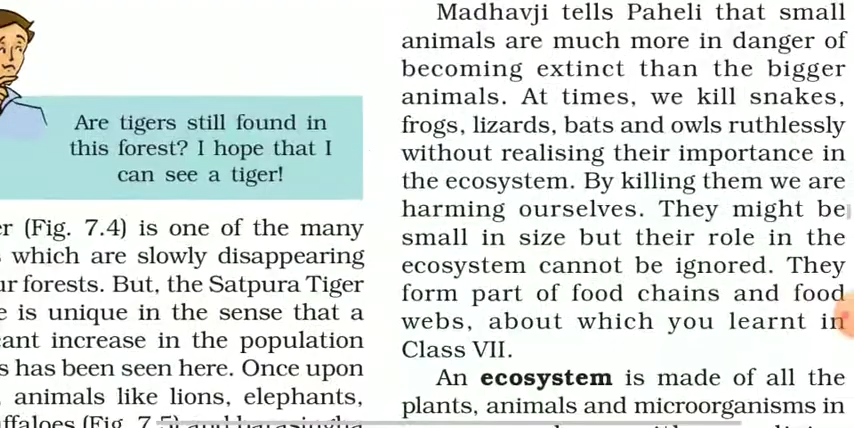 Are tigers still found in
this forest? I hope that I
can see a tiger!
(Fig. 7.4) is one of the many
which are slowly disappearing
forests. But, the Satpura Tiger
is unique in the sense that a
increase in the population
has been seen here. Once upon
animals like lions, elephants,
(Fig. 7.5) and barasingha
Madhavji tells Paheli that small
animals are much more in danger of
becoming extinct than the bigger
animals. At times, we kill snakes,
frogs, lizards, bats and owls ruthlessly
without realising their importance in
the ecosystem. By killing them we are
harming ourselves. They might be
small in size but their role in the
ecosystem cannot be ignored. They
form part of food chains and food
webs, about which you learnt in
Class VII.
An ecosystem is made of all the
plants, animals and microorganisms in